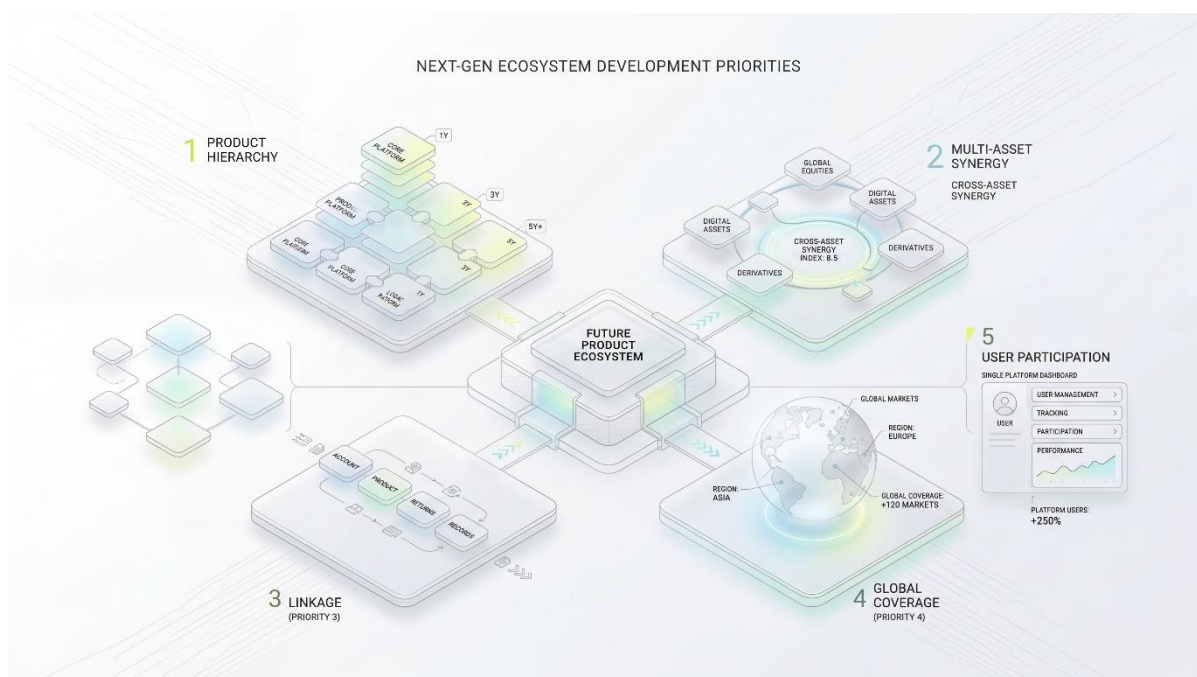 NEXT-GEN ECOSYSTEM DEVELOPMENT PRIORITIES
1 PRODUCT
HIERARCHY
CORE
PLATFORM
1Y
3Y
5Y+
PLATFORM
3Y
5Y
CORE
PLATFORM
CORE
PLATFORM
3Y
1Y
2 MULTI-ASSET
SYNERGY
CROSS-ASSET
SYNERGY
GLOBAL
EQUITIES
DIGITAL
ASSETS
DIGITAL
ASSETS
CROSS-ASSET
SYNERGY
INDEX: 8.5
DERIVATIVES
DERIVATIVES
FUTURE
PRODUCT
ECOSYSTEM
3 LINKAGE
(PRIORITY 3)
ACCOUNT
PRODUCT
RETURNS
RECORDS
4 GLOBAL
COVERAGE
(PRIORITY 4)
GLOBAL MARKETS
REGION:
EUROPE
REGION:
ASIA
GLOBAL COVERAGE:
+120 MARKETS
5
USER PARTICIPATION
SINGLE PLATFORM DASHBOARD
USER
USER MANAGEMENT >
TRACKING >
PARTICIPATION >
PERFORMANCE
PLATFORM USERS:
+250%